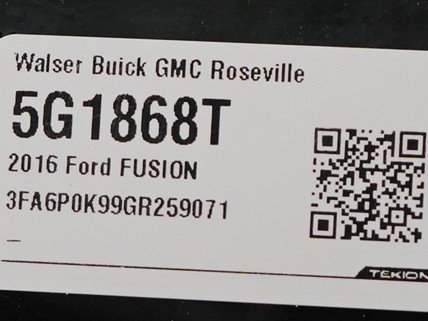 Walser Buick GMC Roseville
5G1868T
2016 Ford FUSION
3FA6P0K99GR259071
_
TEKION